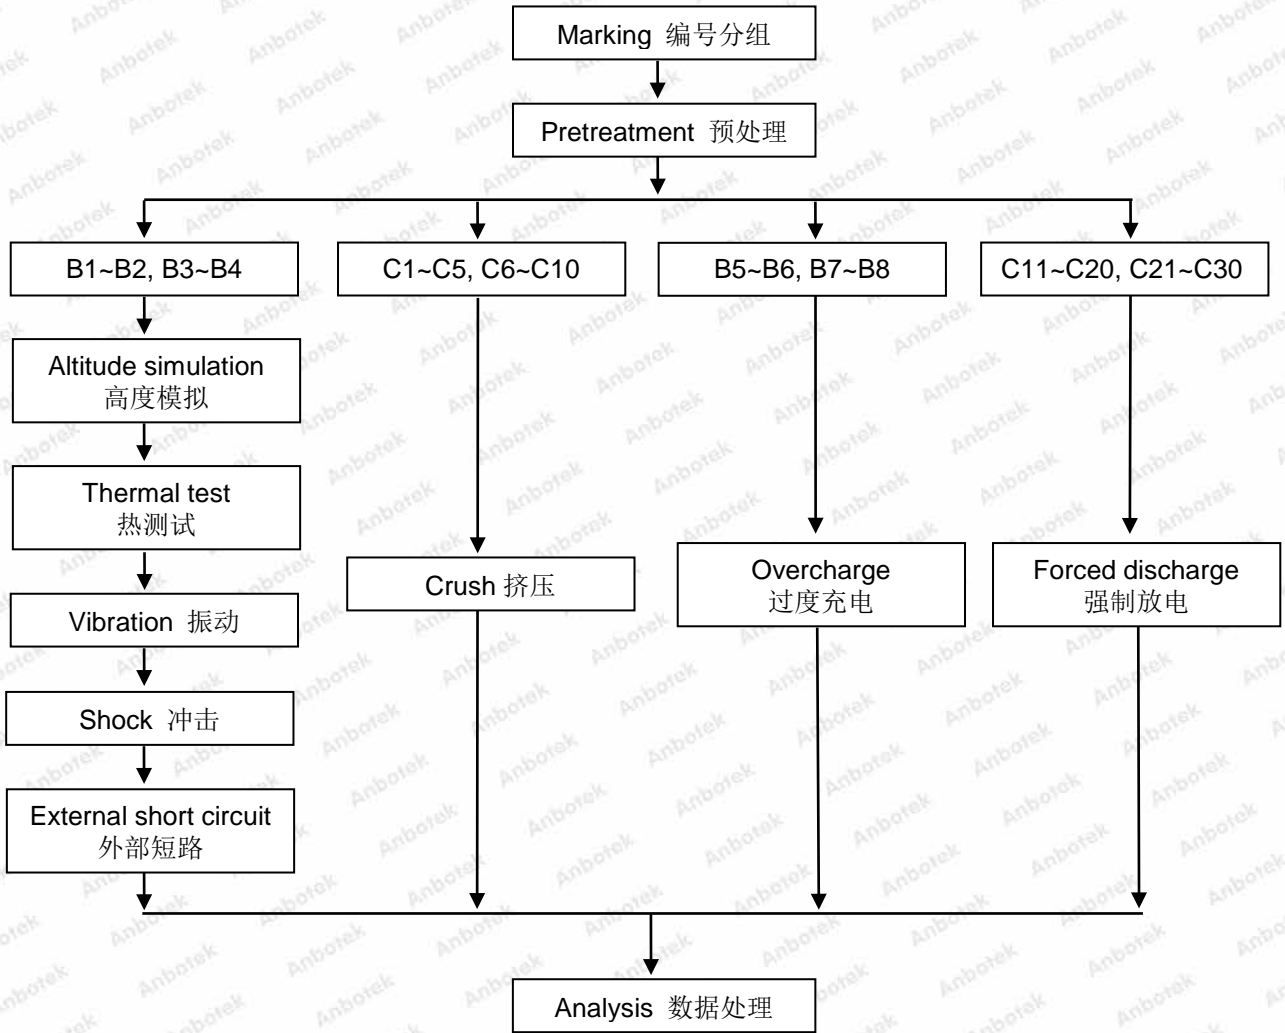 Marking 编号分组
Pretreatment 预处理
B1~B2, B3~B4
C1~C5, C6~C10
B5~B6, B7~B8
C11~C20, C21~C30
Altitude simulation
高度模拟
Thermal test
热测试
Vibration 振动
Shock 冲击
External short circuit
外部短路
Crush 挤压
Overcharge
过度充电
Forced discharge
强制放电
Analysis 数据处理
Anbotek